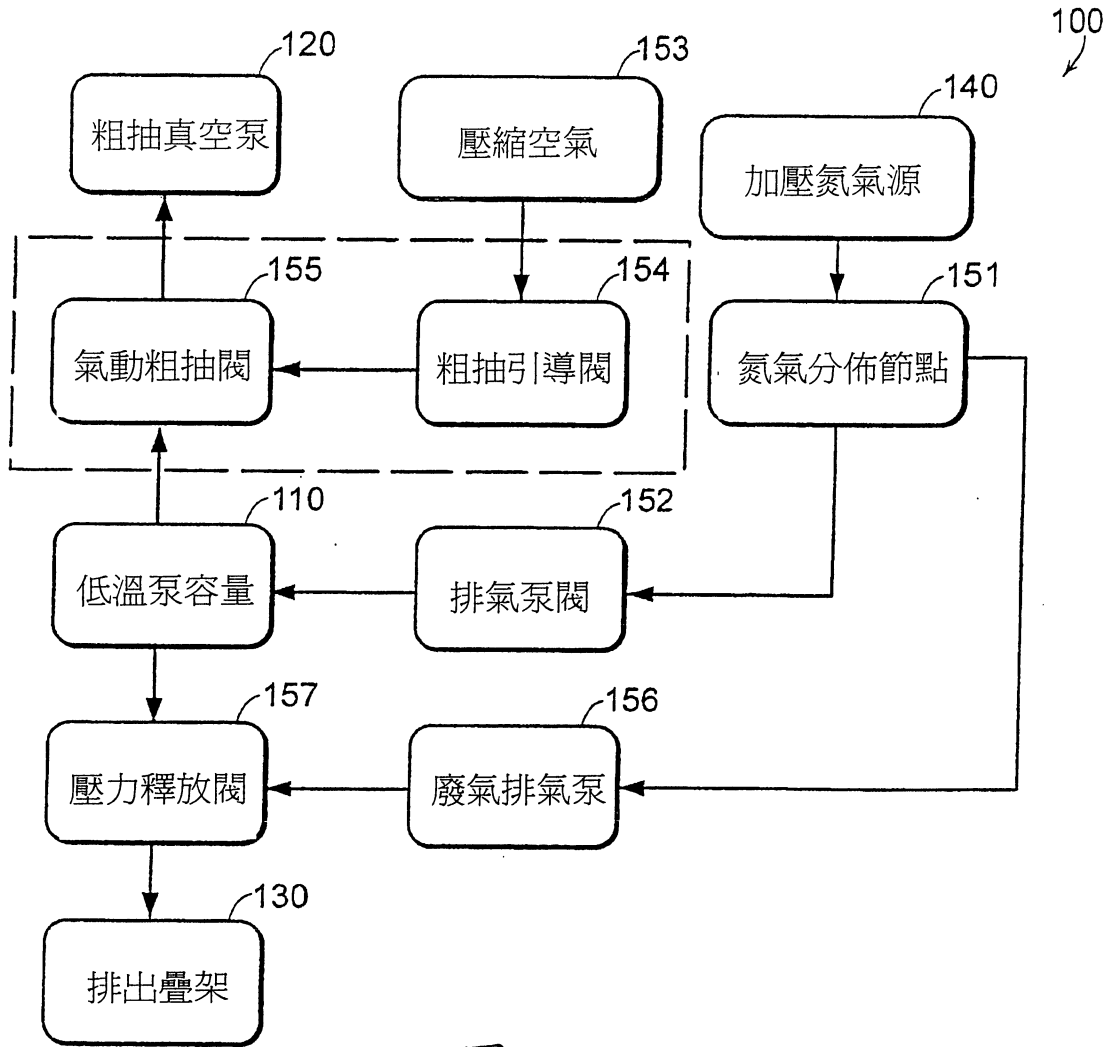 100
120
粗抽真空泵
153
壓縮空氣
140
加壓氮氣源
155
氣動粗抽閥
154
粗抽引導閥
151
氮氣分佈節點
110
低溫泵容量
152
排氣泵閥
157
壓力釋放閥
156
廢氣排氣泵
130
排出疊架